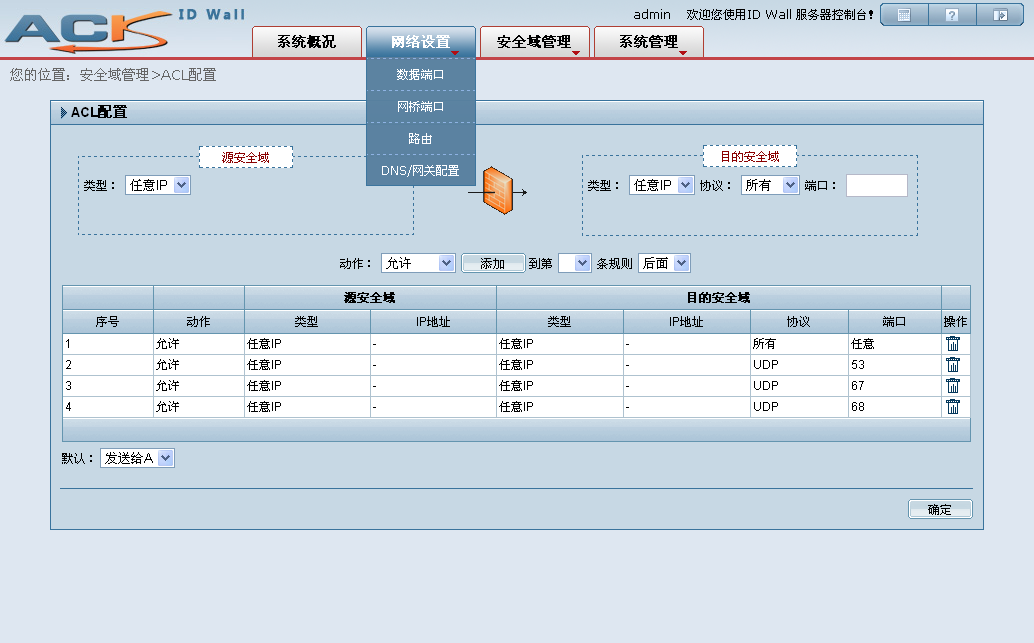 ACK ID Wall
admin 欢迎您使用ID Wall 服务器控制台!
系统概况 网络设置 安全域管理 系统管理
数据端口
网桥端口
路由
DNS/网关配置
您的位置：安全域管理>ACL配置
ACL配置
源安全域
类型： 任意IP
目的安全域
类型： 任意IP 协议： 所有 端口：
动作： 允许 添加 到第 条规则 后面
源安全域 目的安全域
序号 动作 类型 IP地址 类型 IP地址 协议 端口 操作
1 允许 任意IP - 任意IP - 所有 任意
2 允许 任意IP - 任意IP - UDP 53
3 允许 任意IP - 任意IP - UDP 67
4 允许 任意IP - 任意IP - UDP 68
默认： 发送给A
确定